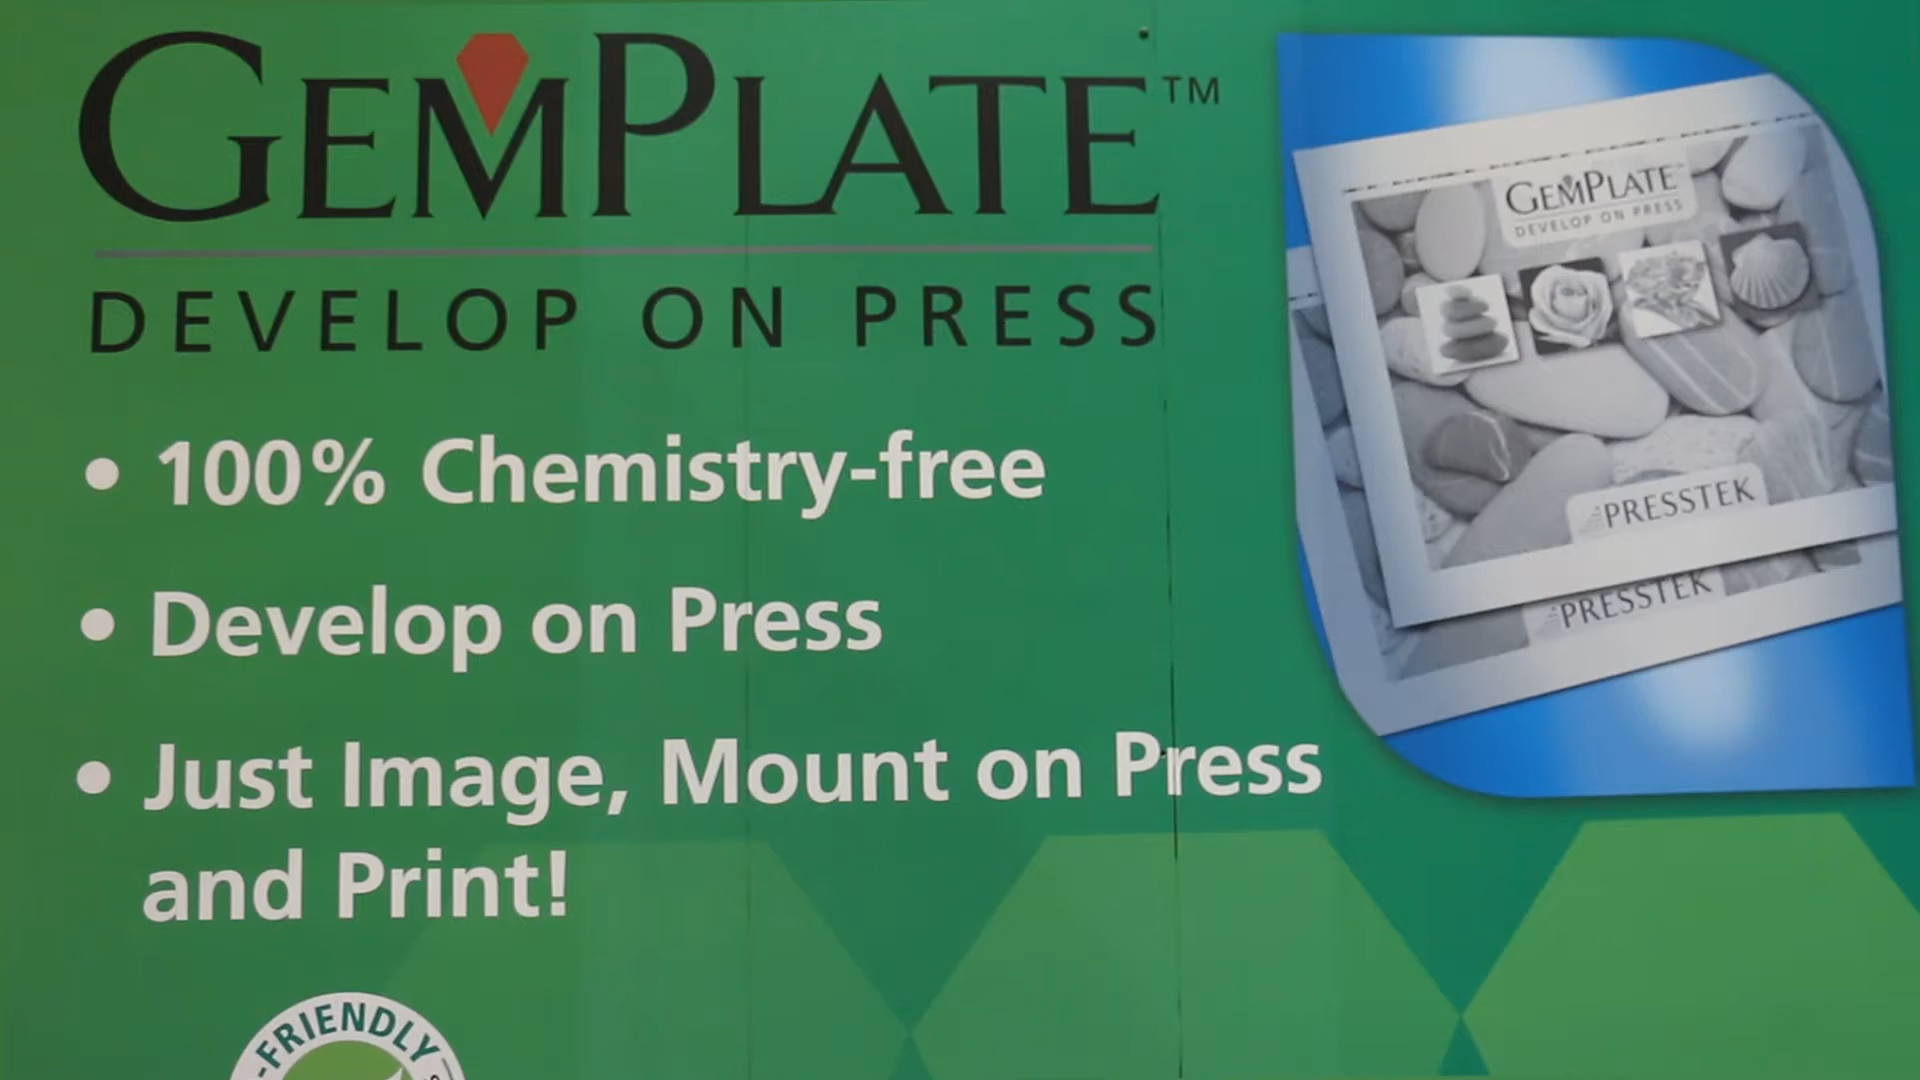 GEMPLATE™
DEVELOP ON PRESS
• 100% Chemistry-free
• Develop on Press
• Just Image, Mount on Press
and Print!
GEMPLATE
DEVELOP ON PRESS
PRESSTEK
PRESSTEK
-FRIENDLY